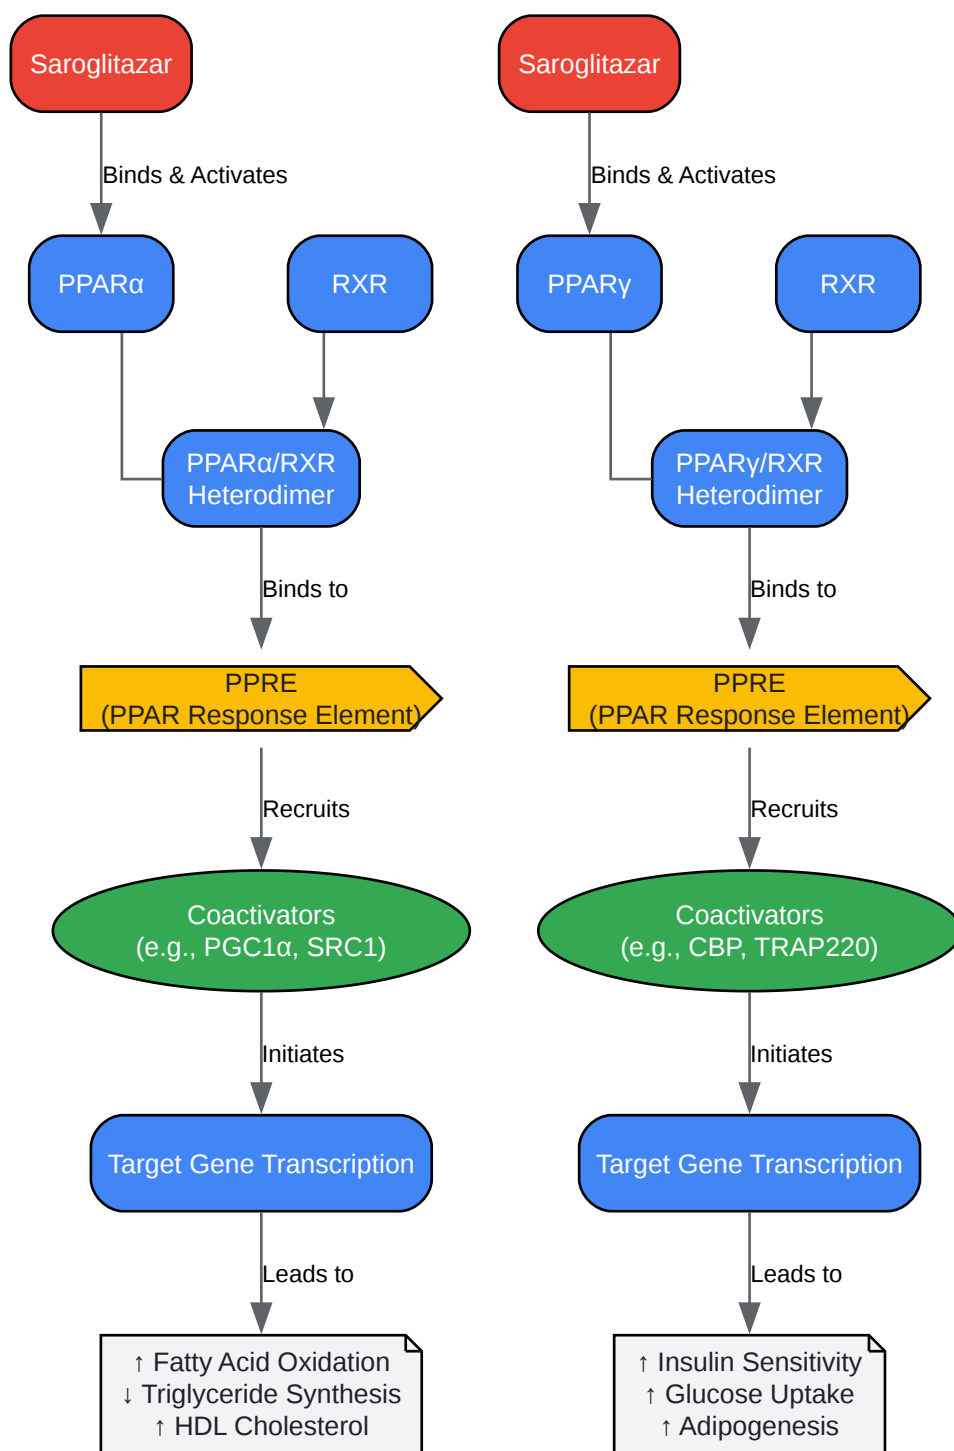 Saroglitazar
Binds & Activates
PPARα
RXR
PPARα/RXR
Heterodimer
Binds to
PPRE
(PPAR Response Element)
Recruits
Coactivators
(e.g., PGC1α, SRC1)
Initiates
Target Gene Transcription
Leads to
↑ Fatty Acid Oxidation
↓ Triglyceride Synthesis
↑ HDL Cholesterol
Saroglitazar
Binds & Activates
PPARγ
RXR
PPARγ/RXR
Heterodimer
Binds to
PPRE
(PPAR Response Element)
Recruits
Coactivators
(e.g., CBP, TRAP220)
Initiates
Target Gene Transcription
Leads to
↑ Insulin Sensitivity
↑ Glucose Uptake
↑ Adipogenesis